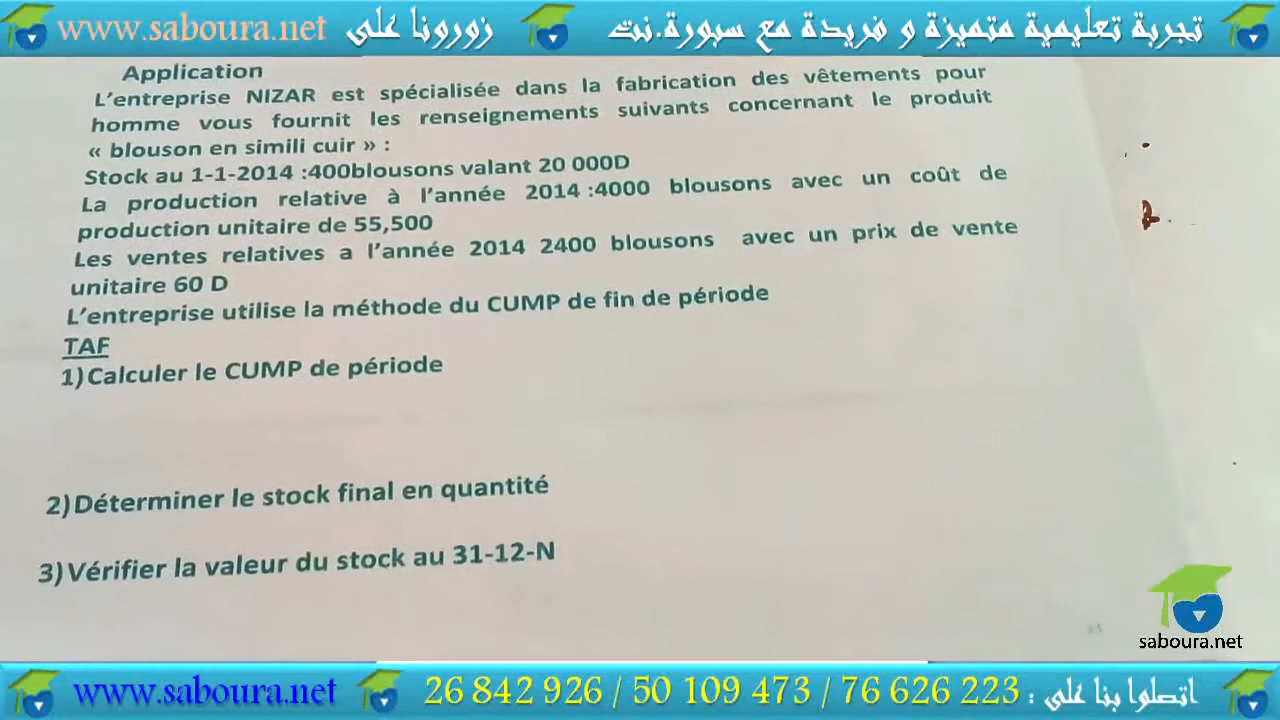 www.saboura.net زورونا على تجربة تعليمية متميزة و فريدة مع سبورة.نت
Application
L'entreprise NIZAR est spécialisée dans la fabrication des vêtements pour
homme vous fournit les renseignements suivants concernant le produit
« blouson en simili cuir » :
Stock au 1-1-2014 :400blousons valant 20 000D
La production relative à l'année 2014 :4000 blousons avec un coût de
production unitaire de 55,500
Les ventes relatives a l'année 2014 2400 blousons avec un prix de vente
unitaire 60 D
L'entreprise utilise la méthode du CUMP de fin de période
TAF
1)Calculer le CUMP de période
2)Déterminer le stock final en quantité
3)Vérifier la valeur du stock au 31-12-N
saboura.net
www.saboura.net 26 842 926 / 50 109 473 / 76 626 223 : اتصلوا بنا على